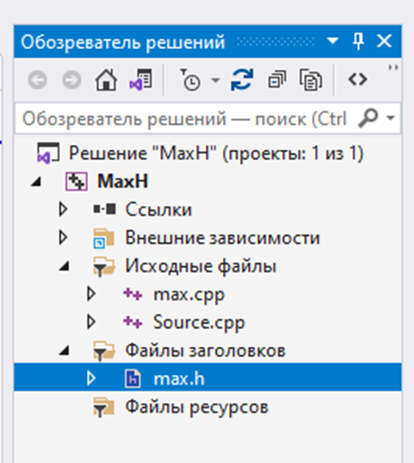 Обозреватель решений
Обозреватель решений — поиск (Ctrl
Решение "MaxH" (проекты: 1 из 1)
MaxH
Ссылки
Внешние зависимости
Исходные файлы
max.cpp
Source.cpp
Файлы заголовков
max.h
Файлы ресурсов